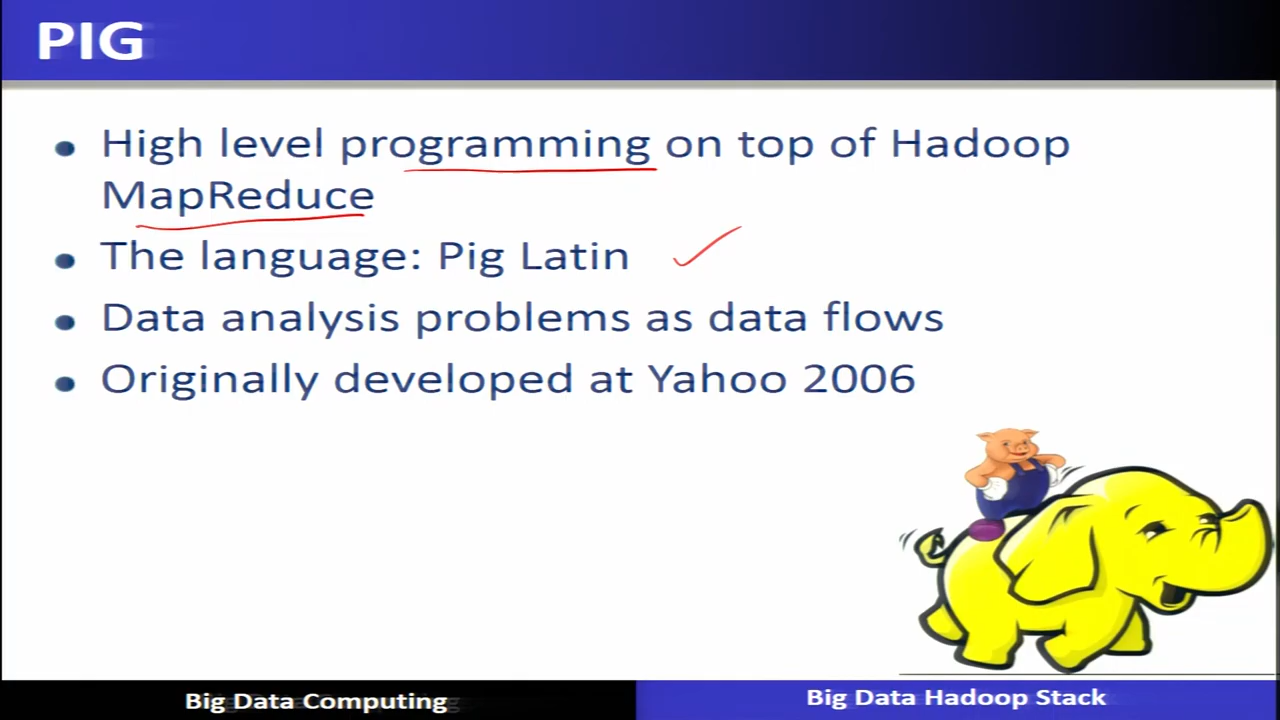 PIG
High level programming on top of Hadoop
MapReduce
The language: Pig Latin
Data analysis problems as data flows
Originally developed at Yahoo 2006
Big Data Computing
Big Data Hadoop Stack